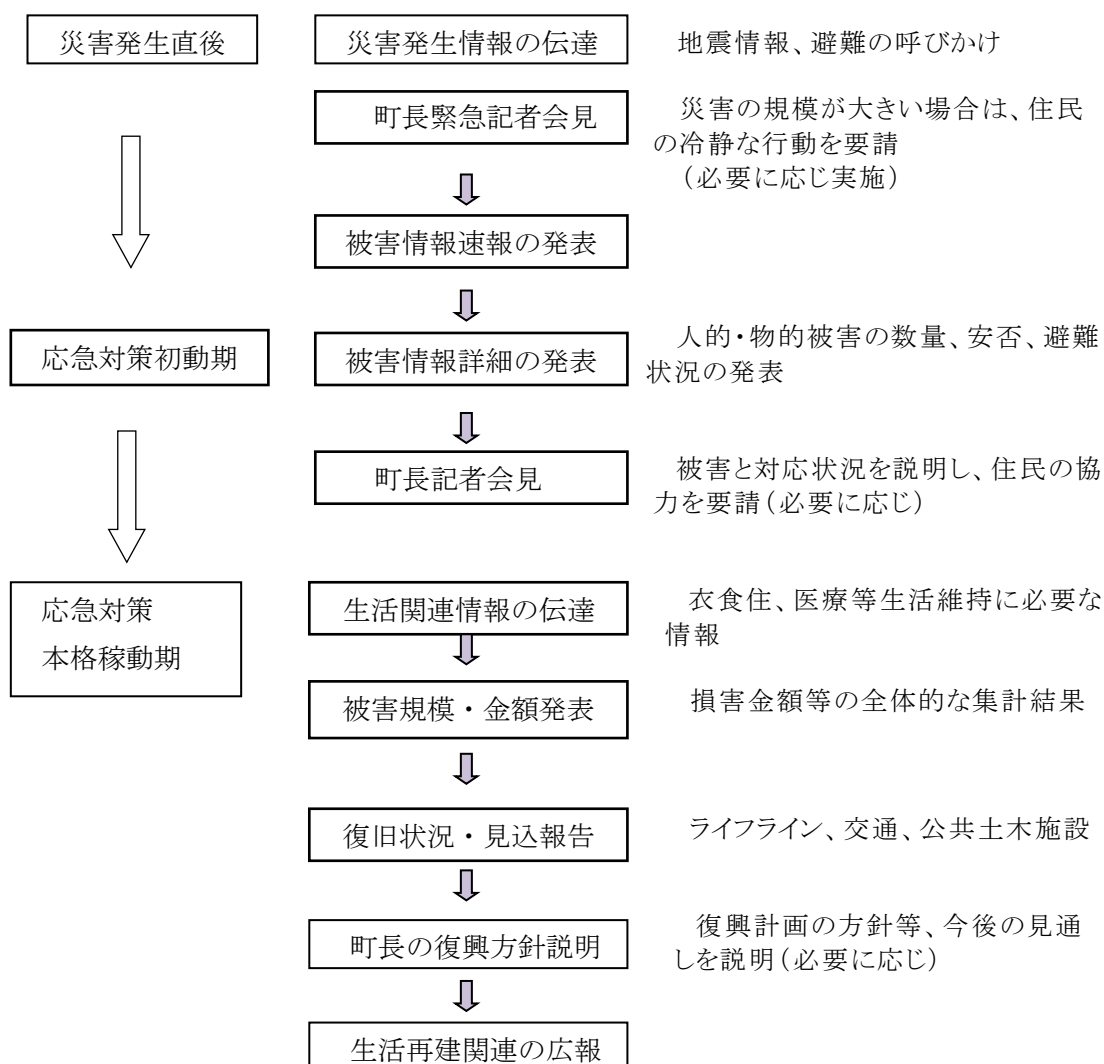 災害発生直後
災害発生情報の伝達
地震情報、避難の呼びかけ
町長緊急記者会見
災害の規模が大きい場合は、住民
の冷静な行動を要請
(必要に応じ実施)
被害情報速報の発表
応急対策初動期
被害情報詳細の発表
人的・物的被害の数量、安否、避難
状況の発表
町長記者会見
被害と対応状況を説明し、住民の協
力を要請(必要に応じ)
応急対策
本格稼動期
生活関連情報の伝達
衣食住、医療等生活維持に必要な
情報
被害規模・金額発表
損害金額等の全体的な集計結果
復旧状況・見込報告
ライフライン、交通、公共土木施設
町長の復興方針説明
復興計画の方針等、今後の見通
しを説明(必要に応じ)
生活再建関連の広報